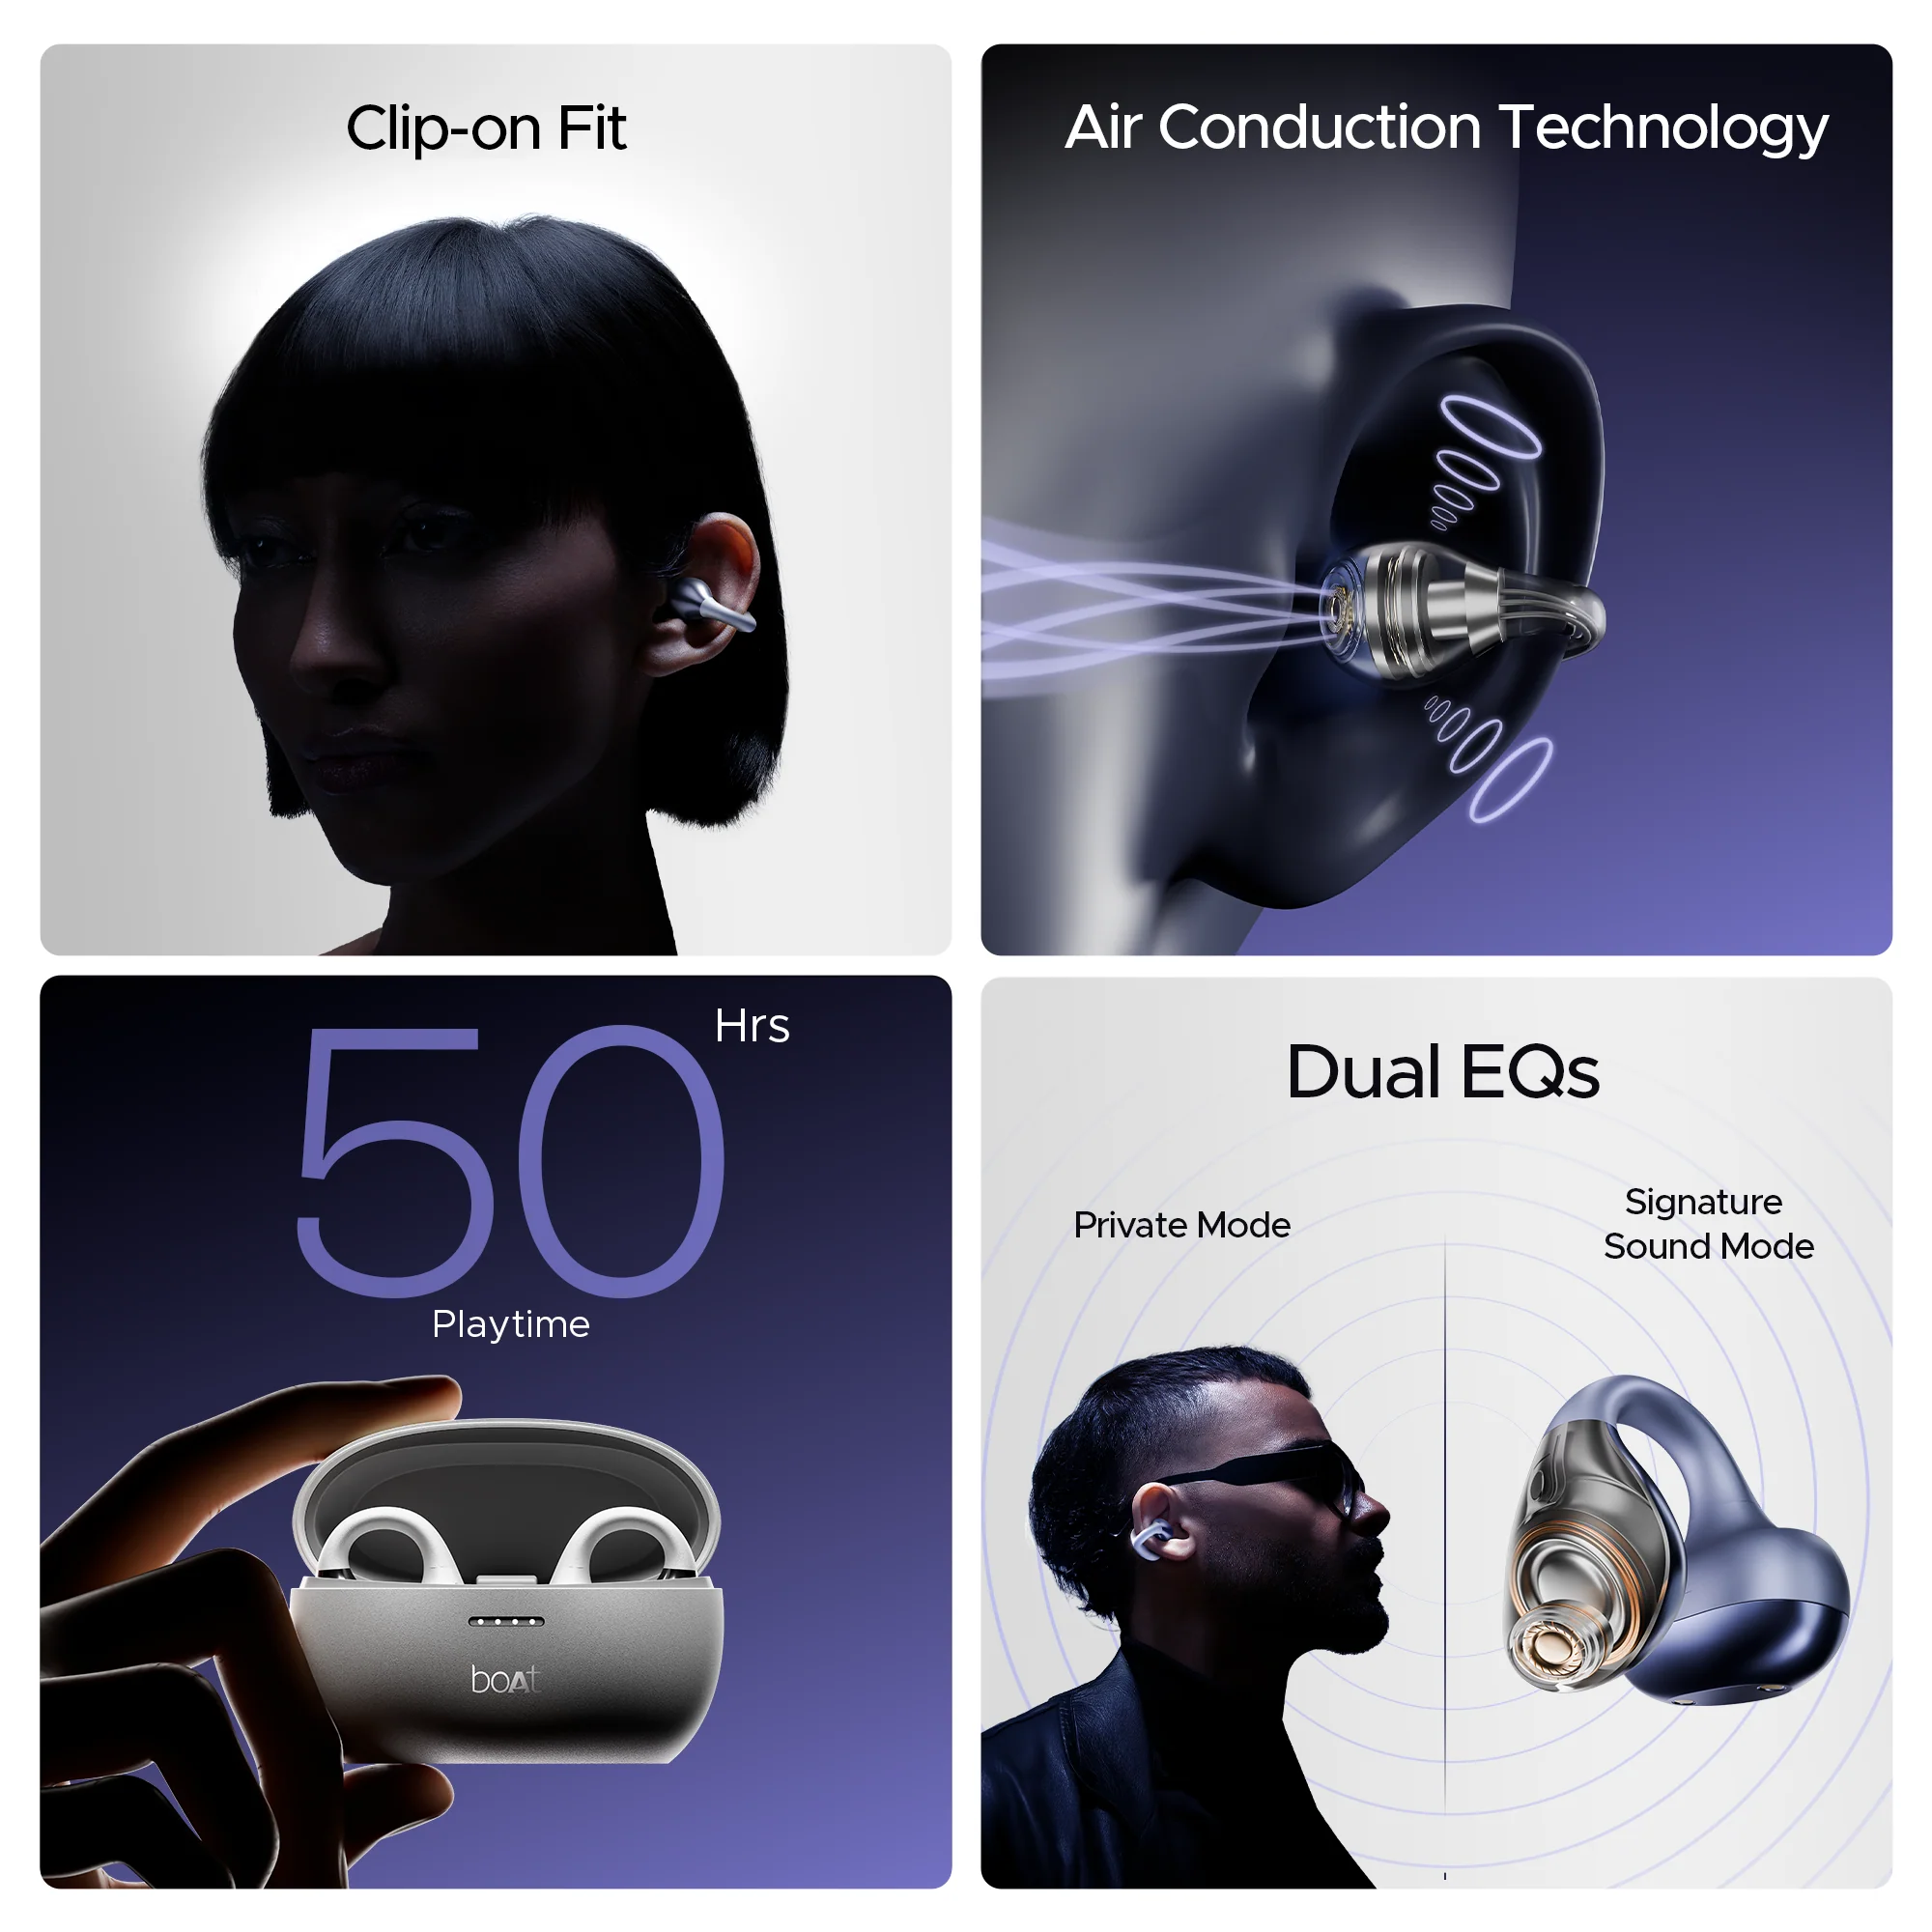 Clip-on Fit
Air Conduction Technology
50 Hrs
Playtime
boAt
Dual EQs
Private Mode
Signature
Sound Mode